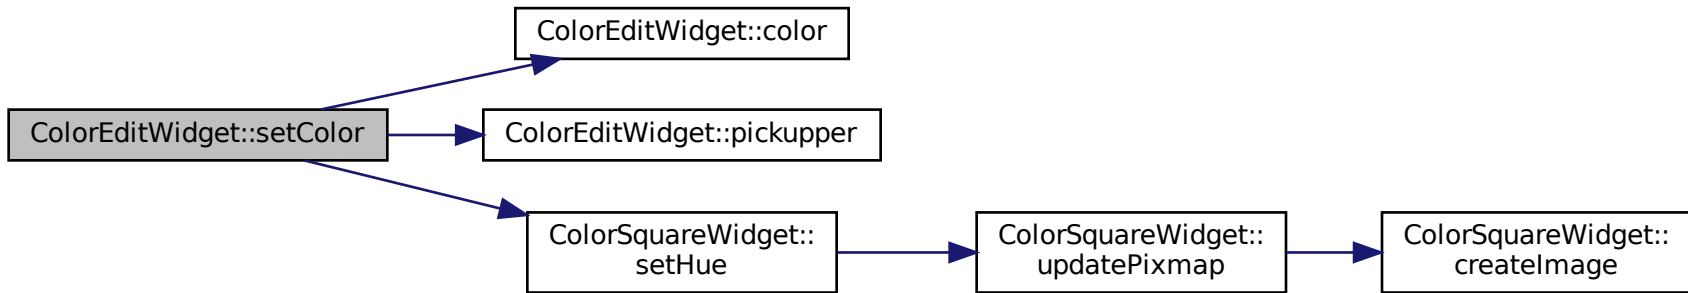 ColorEditWidget::color
ColorEditWidget::setColor
ColorEditWidget::pickupper
ColorSquareWidget::
setHue
ColorSquareWidget::
updatePixmap
ColorSquareWidget::
createImage